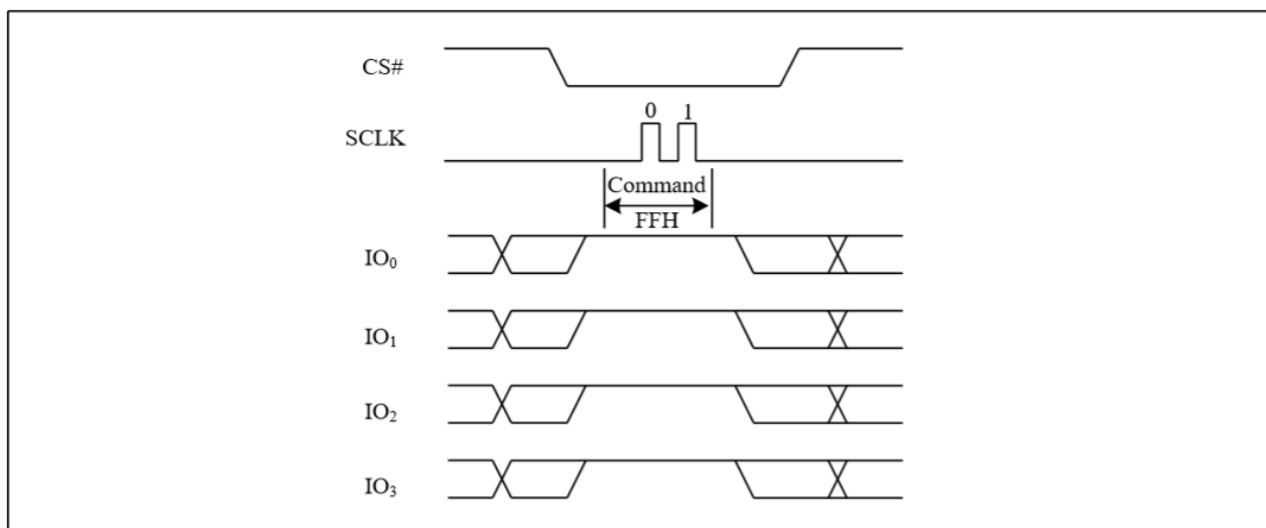 CS#
0 1
SCLK
Command
FFH
IO₀
IO₁
IO₂
IO₃